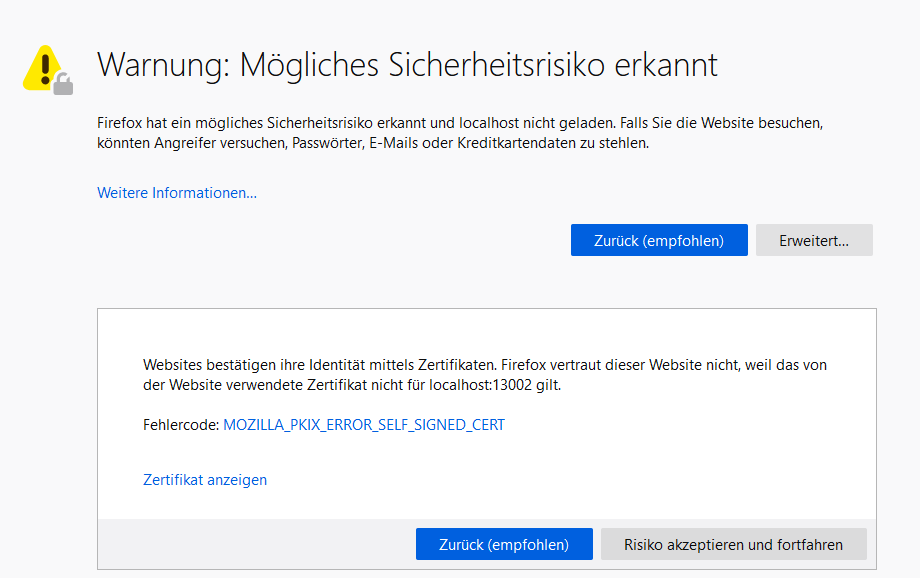 Warnung: Mögliches Sicherheitsrisiko erkannt
Firefox hat ein mögliches Sicherheitsrisiko erkannt und localhost nicht geladen. Falls Sie die Website besuchen,
könnten Angreifer versuchen, Passwörter, E-Mails oder Kreditkartendaten zu stehlen.
Weitere Informationen...
Zurück (empfohlen)
Erweitert...
Websites bestätigen ihre Identität mittels Zertifikaten. Firefox vertraut dieser Website nicht, weil das von
der Website verwendete Zertifikat nicht für localhost:13002 gilt.
Fehlercode: MOZILLA_PKIX_ERROR_SELF_SIGNED_CERT
Zertifikat anzeigen
Zurück (empfohlen)
Risiko akzeptieren und fortfahren